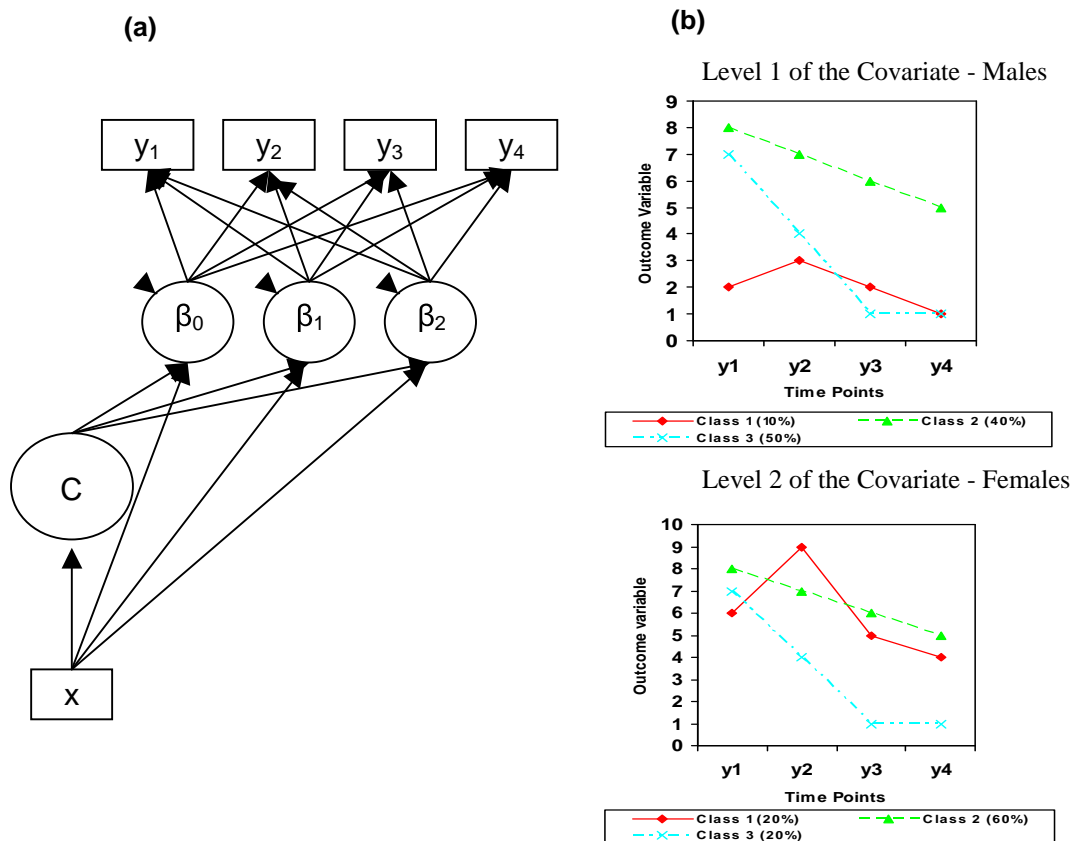 (a)
y1 y2 y3 y4
β0 β1 β2
C
x
(b)
Level 1 of the Covariate - Males
Outcome Variable
9
8
7
6
5
4
3
2
1
0
y1 y2 y3 y4
Time Points
Class 1 (10%) Class 2 (40%)
Class 3 (50%)
Level 2 of the Covariate - Females
Outcome variable
10
9
8
7
6
5
4
3
2
1
0
y1 y2 y3 y4
Time Points
Class 1 (20%) Class 2 (60%)
Class 3 (20%)